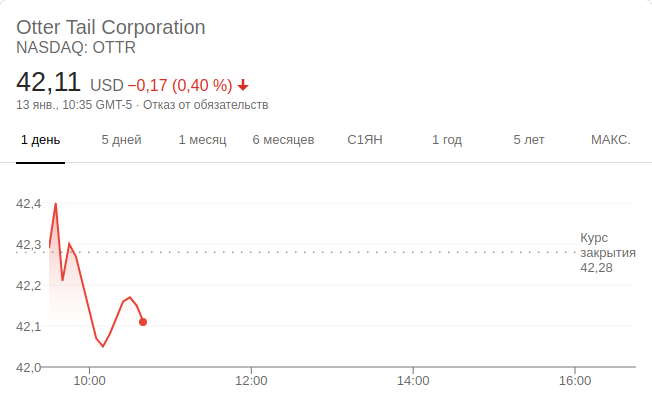 Otter Tail Corporation
NASDAQ: OTTR
42,11 USD −0,17 (0,40 %)
13 янв., 10:35 GMT-5 · Отказ от обязательств
1 день 5 дней 1 месяц 6 месяцев С1ЯН 1 год 5 лет МАКС.
42,4
42,3
42,2
42,1
42,0
Курс
закрытия
42,28
10:00 12:00 14:00 16:00